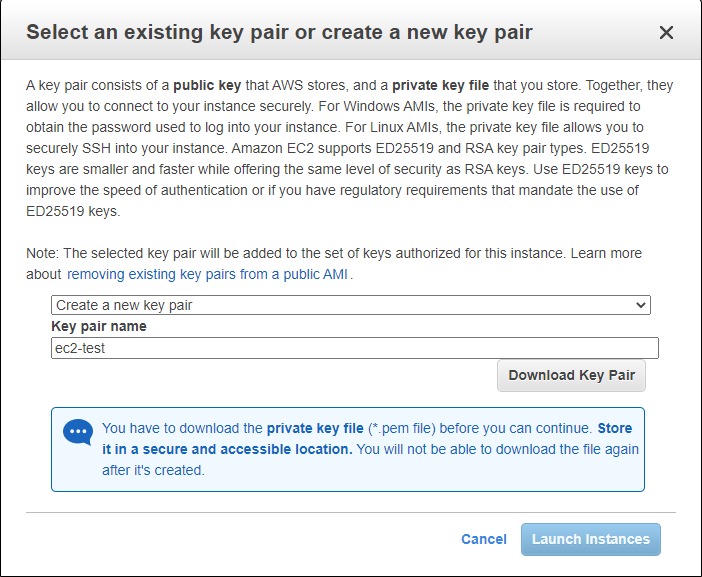 Select an existing key pair or create a new key pair
A key pair consists of a public key that AWS stores, and a private key file that you store. Together, they
allow you to connect to your instance securely. For Windows AMIs, the private key file is required to
obtain the password used to log into your instance. For Linux AMIs, the private key file allows you to
securely SSH into your instance. Amazon EC2 supports ED25519 and RSA key pair types. ED25519
keys are smaller and faster while offering the same level of security as RSA keys. Use ED25519 keys to
improve the speed of authentication or if you have regulatory requirements that mandate the use of
ED25519 keys.
Note: The selected key pair will be added to the set of keys authorized for this instance. Learn more
about removing existing key pairs from a public AMI.
Create a new key pair
Key pair name
ec2-test
Download Key Pair
You have to download the private key file (*.pem file) before you can continue. Store
it in a secure and accessible location. You will not be able to download the file again
after it's created.
Cancel Launch Instances